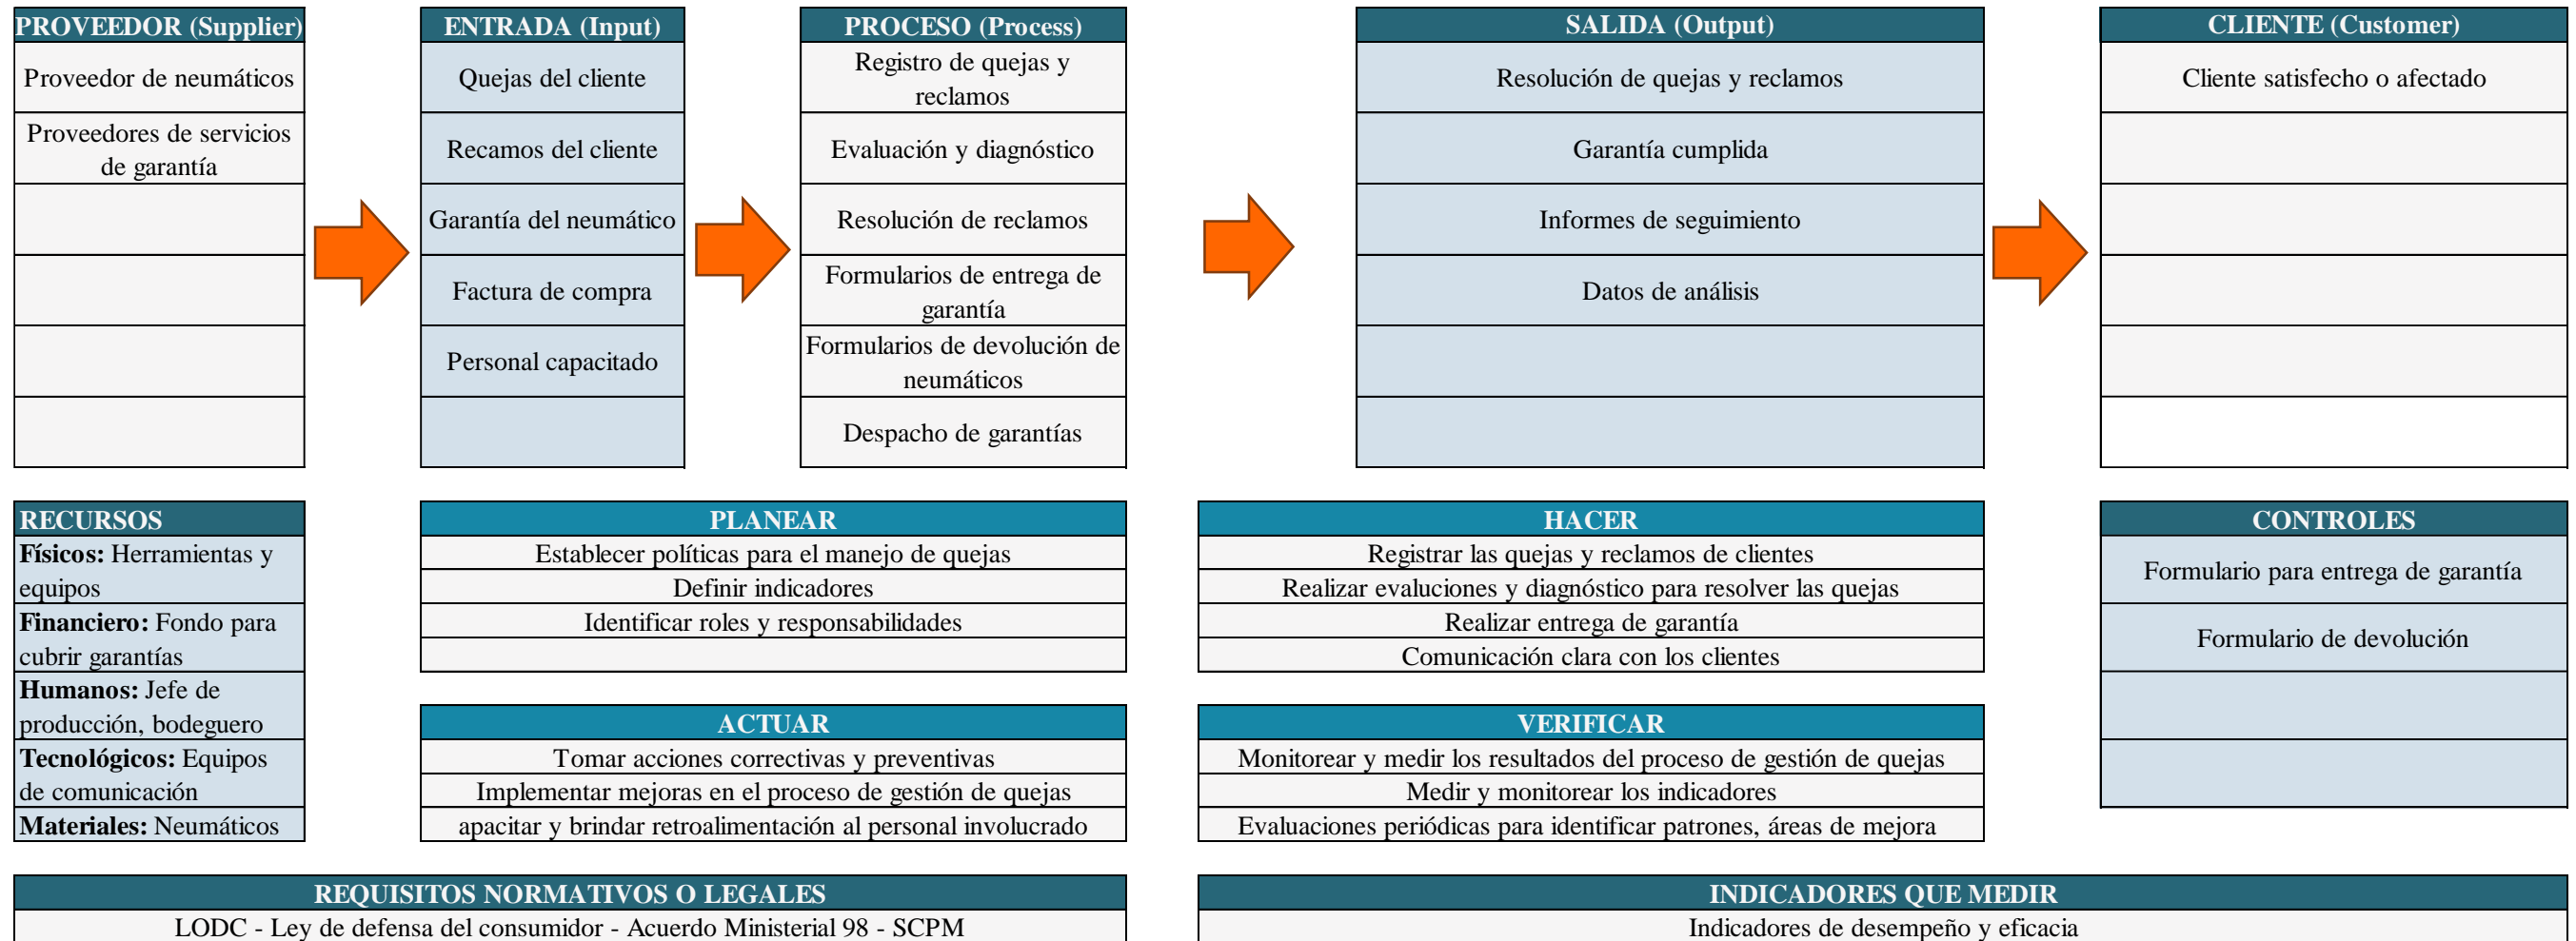 PROVEEDOR (Supplier)
Proveedor de neumáticos
Proveedores de servicios
de garantía
ENTRADA (Input)
Quejas del cliente
Recamos del cliente
Garantía del neumático
Factura de compra
Personal capacitado
PROCESO (Process)
Registro de quejas y
reclamos
Evaluación y diagnóstico
Resolución de reclamos
Formularios de entrega de
garantía
Formularios de devolución de
neumáticos
Despacho de garantías
SALIDA (Output)
Resolución de quejas y reclamos
Garantía cumplida
Informes de seguimiento
Datos de análisis
CLIENTE (Customer)
Cliente satisfecho o afectado
RECURSOS
Físicos: Herramientas y
equipos
Financiero: Fondo para
cubrir garantías
Humanos: Jefe de
producción, bodeguero
Tecnológicos: Equipos
de comunicación
Materiales: Neumáticos
PLANEAR
Establecer políticas para el manejo de quejas
Definir indicadores
Identificar roles y responsabilidades
HACER
Registrar las quejas y reclamos de clientes
Realizar evaluciones y diagnóstico para resolver las quejas
Realizar entrega de garantía
Comunicación clara con los clientes
CONTROLES
Formulario para entrega de garantía
Formulario de devolución
ACTUAR
Tomar acciones correctivas y preventivas
Implementar mejoras en el proceso de gestión de quejas
apacitar y brindar retroalimentación al personal involucrado
VERIFICAR
Monitorear y medir los resultados del proceso de gestión de quejas
Medir y monitorear los indicadores
Evaluaciones periódicas para identificar patrones, áreas de mejora
REQUISITOS NORMATIVOS O LEGALES
LODC - Ley de defensa del consumidor - Acuerdo Ministerial 98 - SCPM
INDICADORES QUE MEDIR
Indicadores de desempeño y eficacia